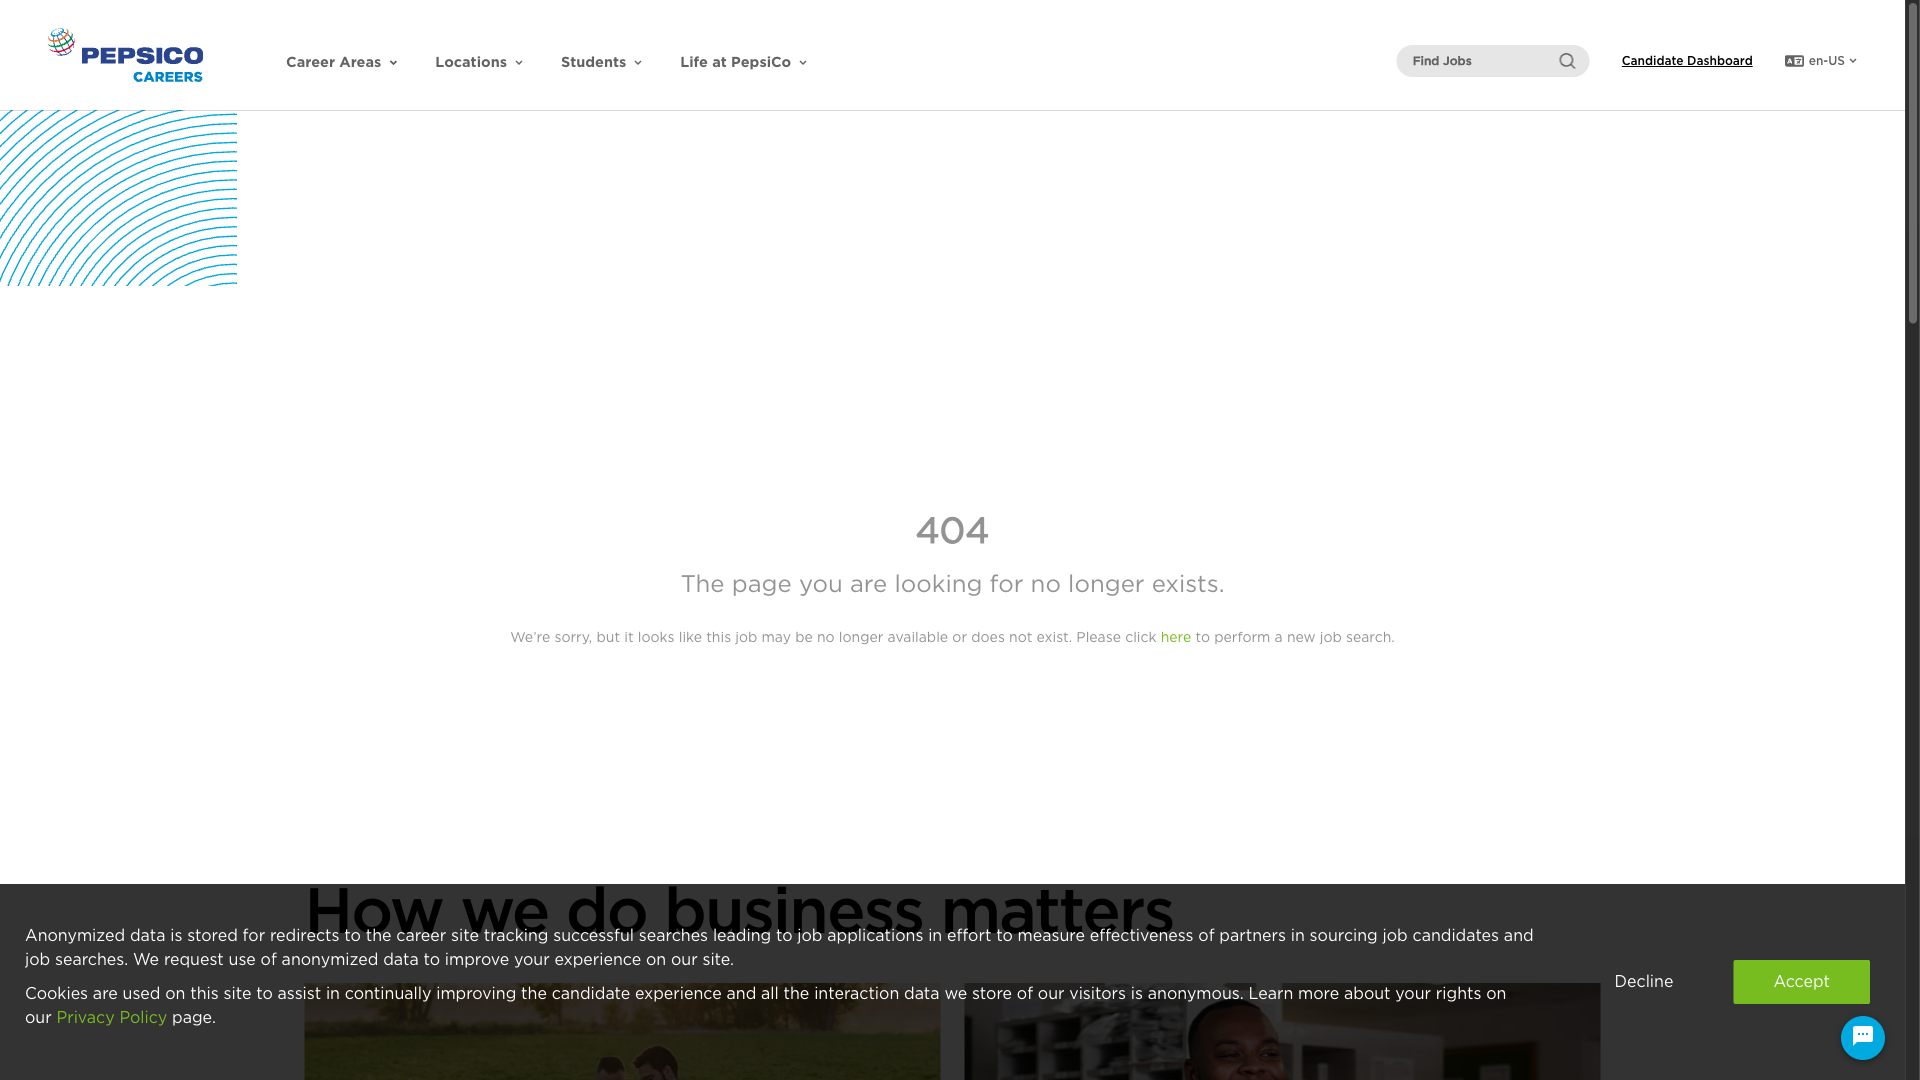 PEPSICO
CAREERS
Career Areas
Locations
Students
Life at PepsiCo
Find Jobs
Candidate Dashboard
en-US
404
The page you are looking for no longer exists.
We're sorry, but it looks like this job may be no longer available or does not exist. Please click here to perform a new job search.
How we do business matters
Anonymized data is stored for redirects to the career site tracking successful searches leading to job applications in effort to measure effectiveness of partners in sourcing job candidates and
job searches. We request use of anonymized data to improve your experience on our site.
Cookies are used on this site to assist in continually improving the candidate experience and all the interaction data we store of our visitors is anonymous. Learn more about your rights on
our Privacy Policy page.
Decline
Accept